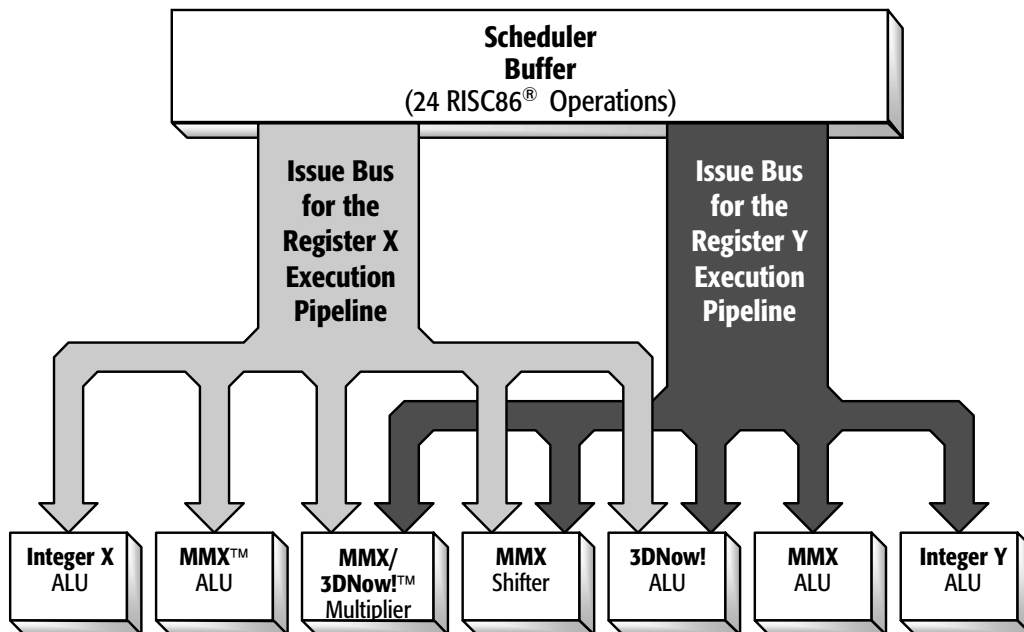 Scheduler
Buffer
(24 RISC86® Operations)
Issue Bus
for the
Register X
Execution
Pipeline
Issue Bus
for the
Register Y
Execution
Pipeline
Integer X
ALU
MMX™
ALU
MMX/
3DNow!™
Multiplier
MMX
Shifter
3DNow!
ALU
MMX
ALU
Integer Y
ALU